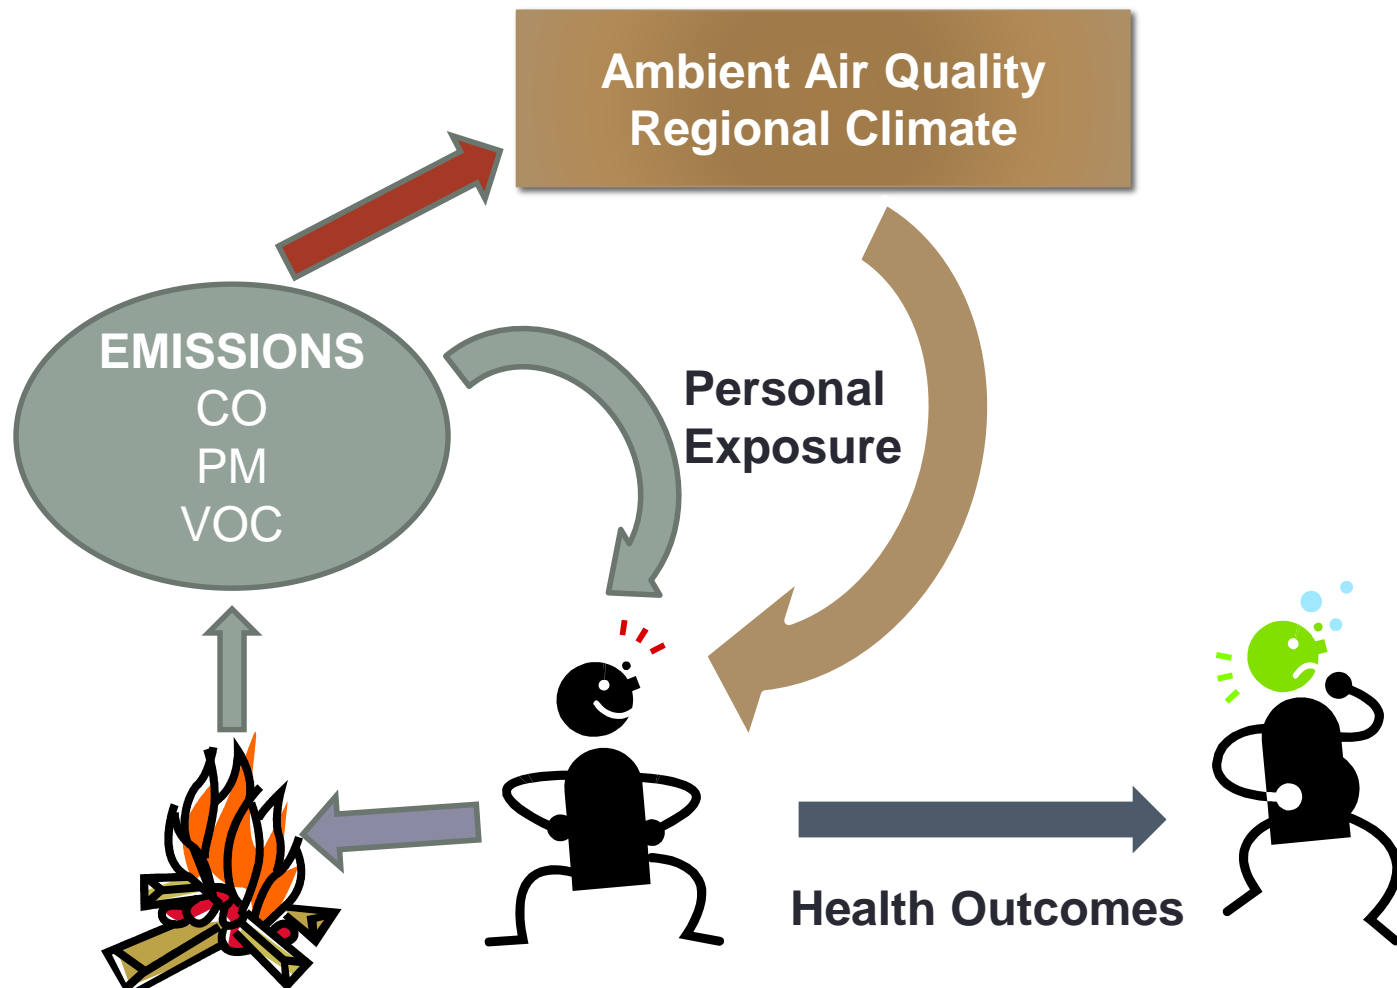 Ambient Air Quality
Regional Climate
EMISSIONS
CO
PM
VOC
Personal
Exposure
Health Outcomes